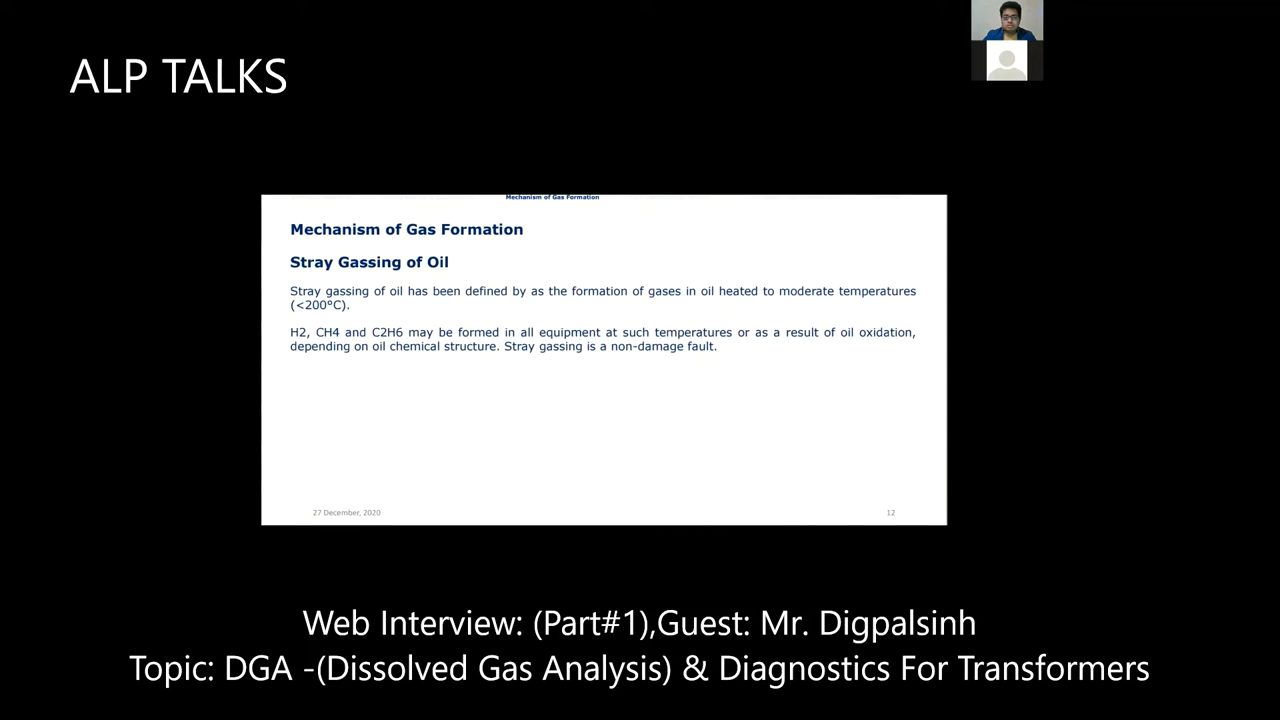 ALP TALKS
Mechanism of Gas Formation
Mechanism of Gas Formation
Stray Gassing of Oil
Stray gassing of oil has been defined by as the formation of gases in oil heated to moderate temperatures
(<200°C).
H2, CH4 and C2H6 may be formed in all equipment at such temperatures or as a result of oil oxidation,
depending on oil chemical structure. Stray gassing is a non-damage fault.
27 December, 2020
12
Web Interview: (Part#1),Guest: Mr. Digpalsinh
Topic: DGA -(Dissolved Gas Analysis) & Diagnostics For Transformers